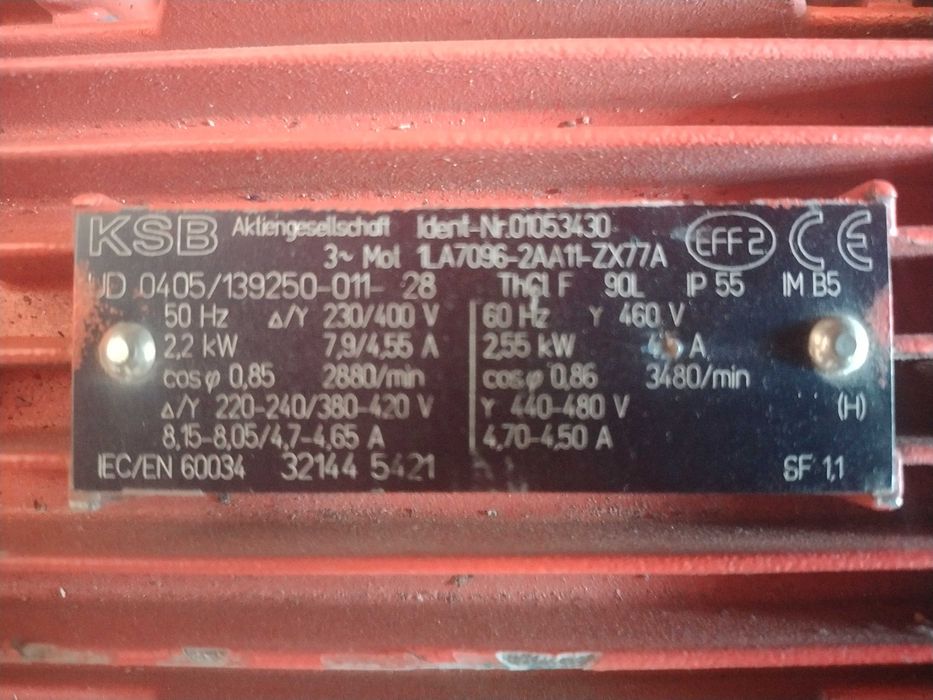 KSB Aktiengesellschaft Ident-Nr.01053430 EFF2 CE
3~ Mot 1LA7096-2AA11-ZX77A
UD 0405/139250-011- 28 Th.Cl F 90L IP 55 IM B5
50 Hz Δ/Y 230/400 V 60 Hz Y 460 V
2,2 kW 7,9/4,55 A 2,55 kW A
cosφ 0,85 2880/min cosφ 0,86 3480/min
Δ/Y 220-240/380-420 V Y 440-480 V (H)
8,15-8,05/4,7-4,65 A 4,70-4,50 A
IEC/EN 60034 32144 5421 SF 1,1